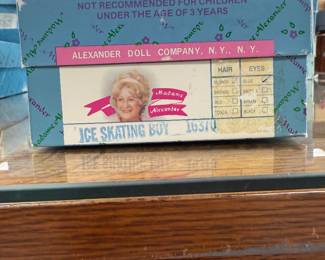 NOT RECOMMENDED FOR CHILDREN
UNDER THE AGE OF 3 YEARS
ALEXANDER DOLL COMPANY, N.Y., N.Y.
HAIR EYES
Madame
Alexander
ICE SKATING BOY 16370